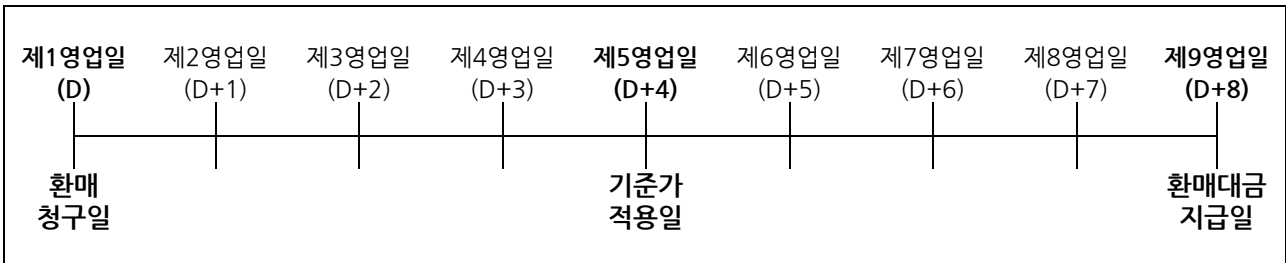 제1영업일 제2영업일 제3영업일 제4영업일 제5영업일 제6영업일 제7영업일 제8영업일 제9영업일
(D) (D+1) (D+2) (D+3) (D+4) (D+5) (D+6) (D+7) (D+8)
환매 기준가 환매대금
청구일 적용일 지급일